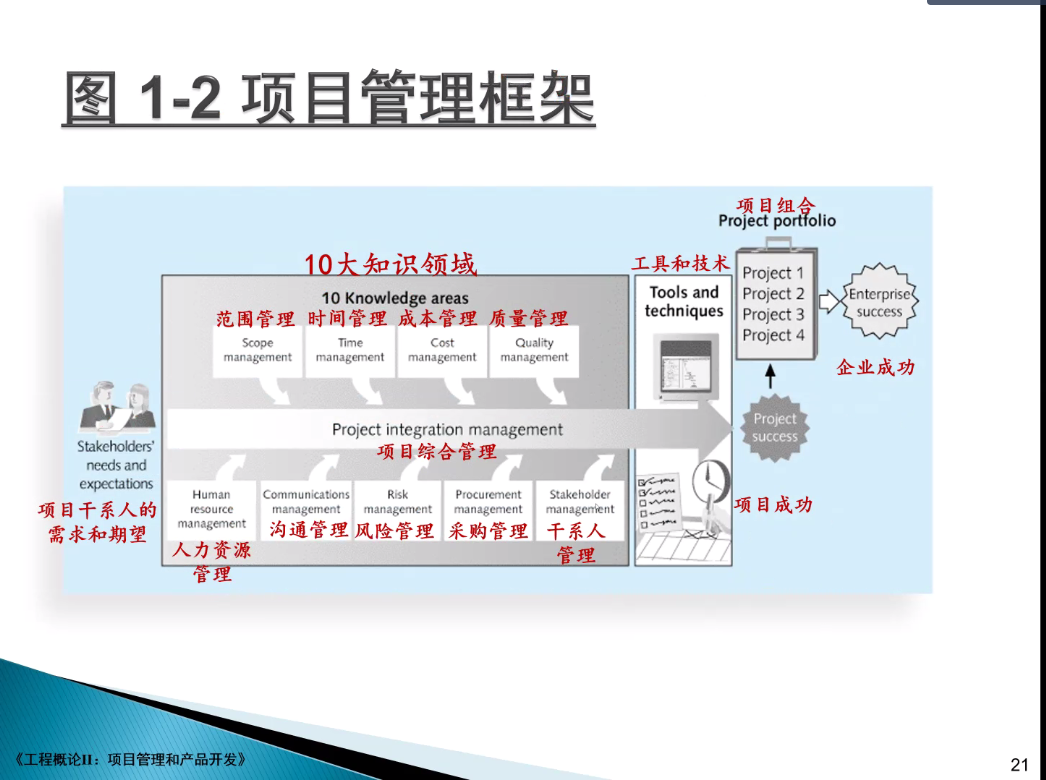 图 1-2 项目管理框架
项目组合
Project portfolio
10大知识领域
工具和技术
10 Knowledge areas
范围管理 时间管理 成本管理 质量管理
Scope
management
Time
management
Cost
management
Quality
management
Tools and
techniques
Project 1
Project 2
Project 3
Project 4
Enterprise
success
企业成功
Stakeholders'
needs and
expectations
项目干系人的
需求和期望
Project integration management
项目综合管理
Project
success
项目成功
Human
resource
management
人力资源
管理
Communications
management
沟通管理
Risk
management
风险管理
Procurement
management
采购管理
Stakeholder
management
干系人
管理
《工程概论II：项目管理和产品开发》
21